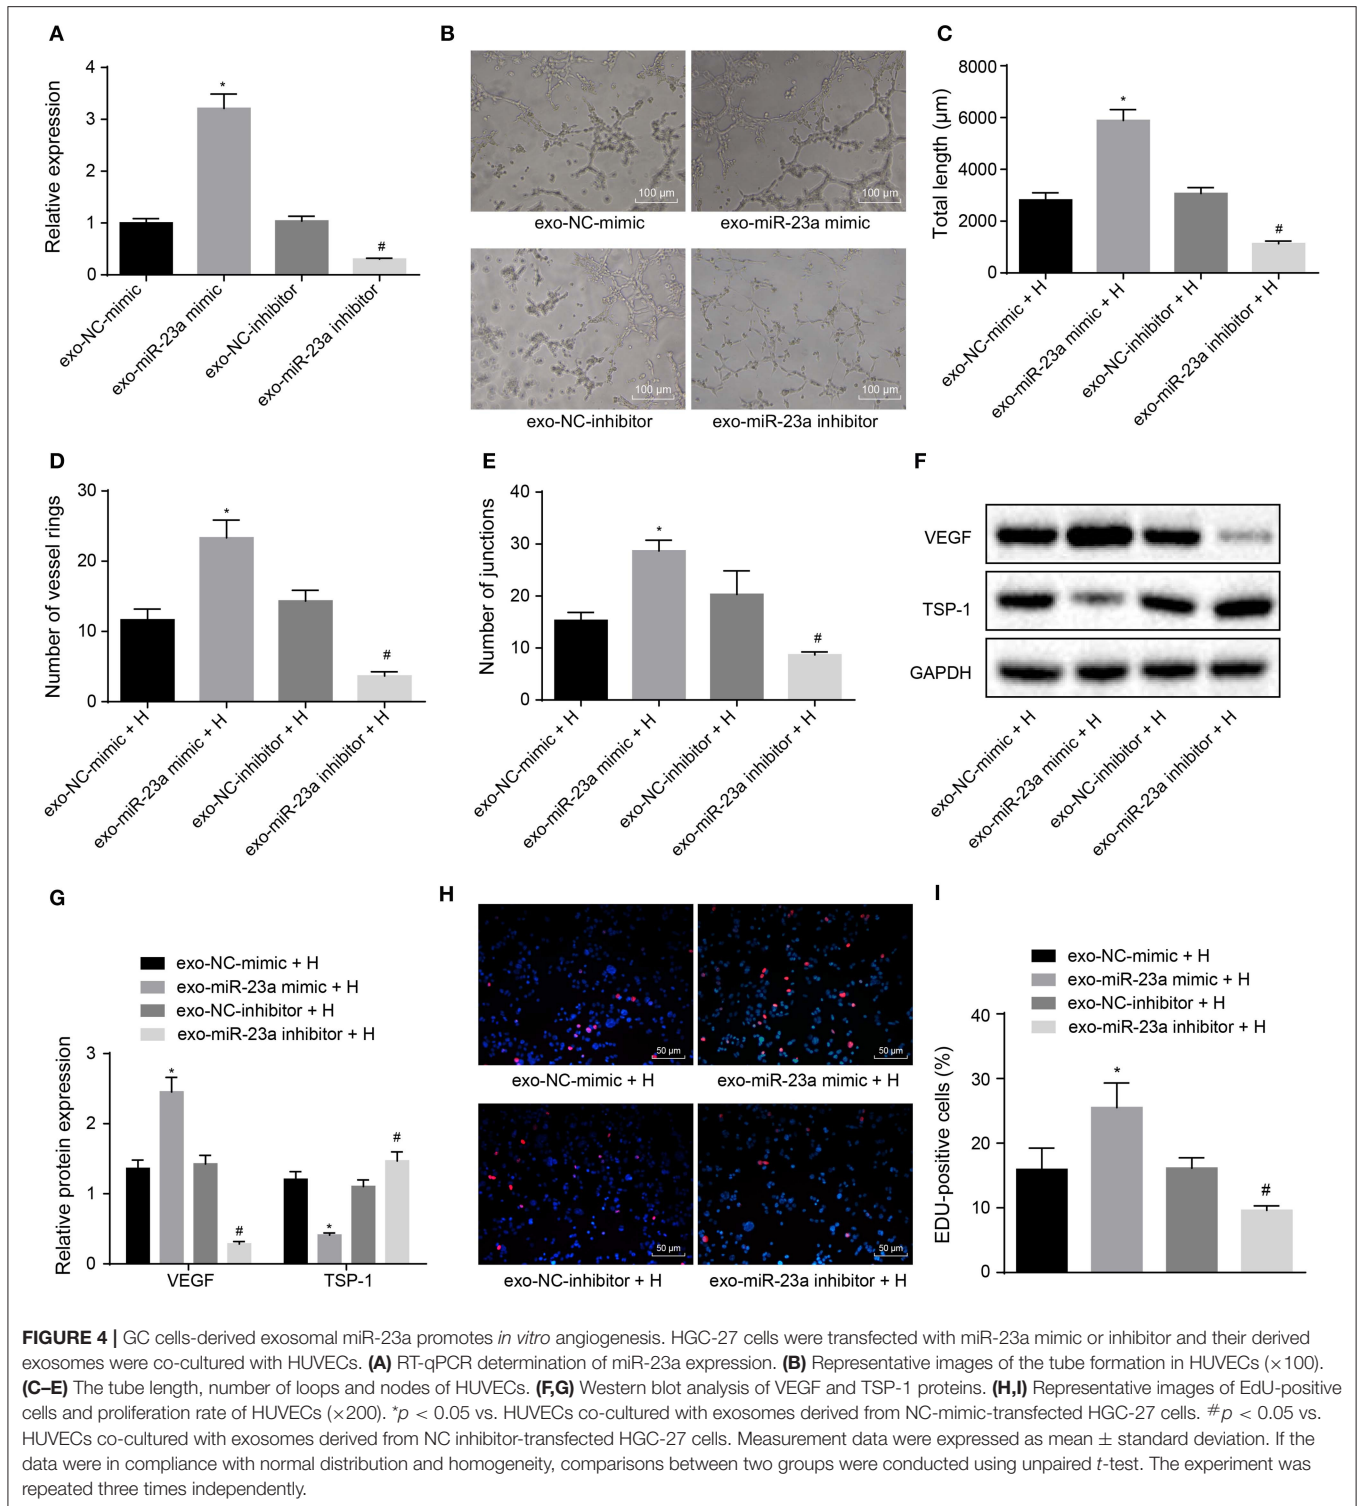 A
Relative expression
4
3
2
1
0
*
#
exo-NC-mimic
exo-miR-23a mimic
exo-NC-inhibitor
exo-miR-23a inhibitor
B
100 µm
100 µm
exo-NC-mimic
exo-miR-23a mimic
100 µm
100 µm
exo-NC-inhibitor
exo-miR-23a inhibitor
C
Total length (µm)
8000
6000
4000
2000
0
*
#
exo-NC-mimic + H
exo-miR-23a mimic + H
exo-NC-inhibitor + H
exo-miR-23a inhibitor + H
D
Number of vessel rings
30
20
10
0
*
#
exo-NC-mimic + H
exo-miR-23a mimic + H
exo-NC-inhibitor + H
exo-miR-23a inhibitor + H
E
Number of junctions
40
30
20
10
0
*
#
exo-NC-mimic + H
exo-miR-23a mimic + H
exo-NC-inhibitor + H
exo-miR-23a inhibitor + H
F
VEGF
TSP-1
GAPDH
exo-NC-mimic + H
exo-miR-23a mimic + H
exo-NC-inhibitor + H
exo-miR-23a inhibitor + H
G
exo-NC-mimic + H
exo-miR-23a mimic + H
exo-NC-inhibitor + H
exo-miR-23a inhibitor + H
Relative protein expression
3
2
1
0
*
#
*
#
VEGF
TSP-1
H
50 µm
50 µm
exo-NC-mimic + H
exo-miR-23a mimic + H
50 µm
50 µm
exo-NC-inhibitor + H
exo-miR-23a inhibitor + H
I
exo-NC-mimic + H
exo-miR-23a mimic + H
exo-NC-inhibitor + H
exo-miR-23a inhibitor + H
EDU-positive cells (%)
40
30
20
10
0
*
#
FIGURE 4 | GC cells-derived exosomal miR-23a promotes in vitro angiogenesis. HGC-27 cells were transfected with miR-23a mimic or inhibitor and their derived
exosomes were co-cultured with HUVECs. (A) RT-qPCR determination of miR-23a expression. (B) Representative images of the tube formation in HUVECs (×100).
(C–E) The tube length, number of loops and nodes of HUVECs. (F,G) Western blot analysis of VEGF and TSP-1 proteins. (H,I) Representative images of EdU-positive
cells and proliferation rate of HUVECs (×200). *p < 0.05 vs. HUVECs co-cultured with exosomes derived from NC-mimic-transfected HGC-27 cells. #p < 0.05 vs.
HUVECs co-cultured with exosomes derived from NC inhibitor-transfected HGC-27 cells. Measurement data were expressed as mean ± standard deviation. If the
data were in compliance with normal distribution and homogeneity, comparisons between two groups were conducted using unpaired t-test. The experiment was
repeated three times independently.